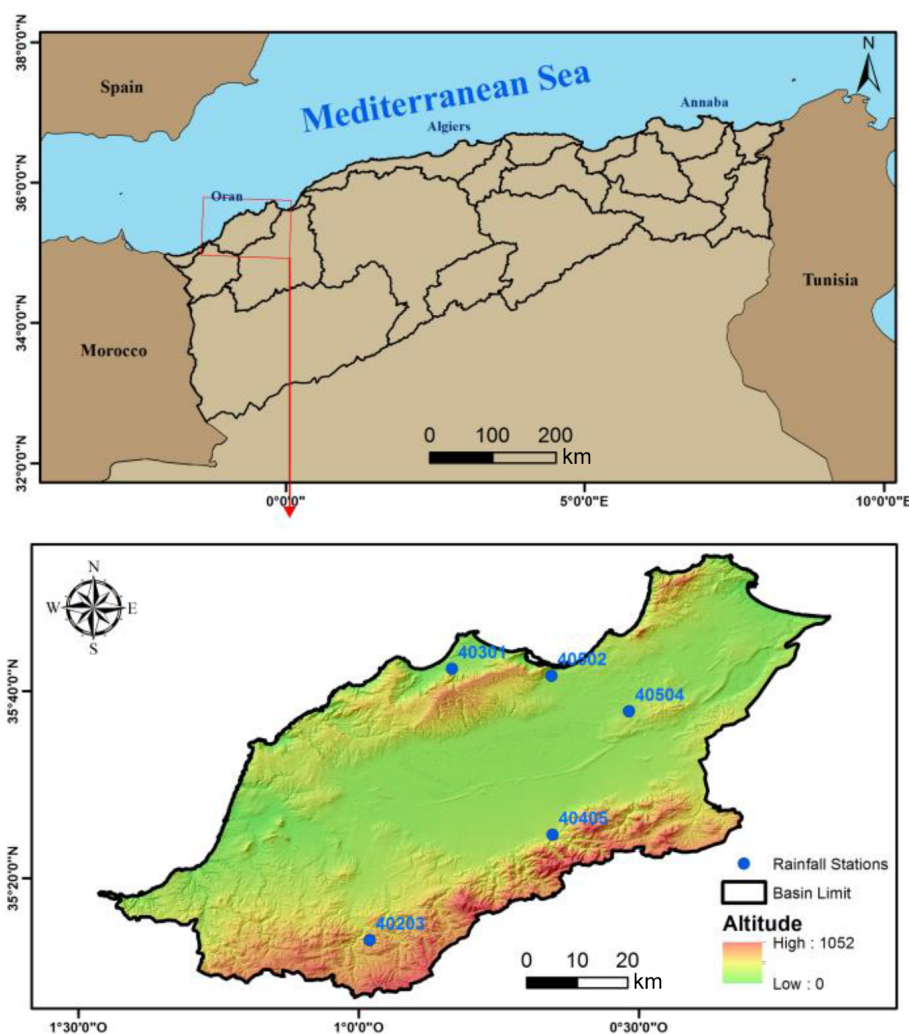 38°0'0"N
36°0'0"N
34°0'0"N
32°0'0"N
Spain
Mediterranean Sea
Algiers
Annaba
N
Oran
Morocco
Tunisia
0 100 200
km
0°0'0"
5°0'0"E
10°0'0"E
N
W E
S
35°40'0"N
35°20'0"N
40301
40502
40504
40405
40203
Rainfall Stations
Basin Limit
Altitude
High : 1052
Low : 0
0 10 20
km
1°30'0"O
1°0'0"O
0°30'0"O